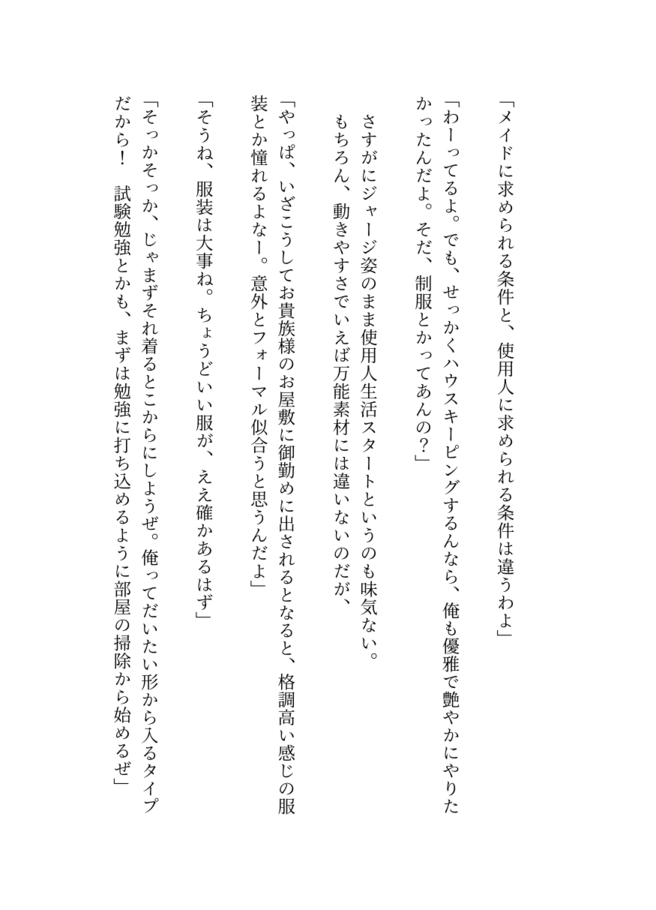 「メイドに求められる条件と、使用人に求められる条件は違うわよ」
「わーってるよ。でも、せっかくハウスキーピングするんなら、俺も優雅で艶やかにやりた
かったんだよ。そだ、制服とかってあんの？」
さすがにジャージ姿のまま使用人生活スタートというのも味気ない。
もちろん、動きやすさでいえば万能素材には違いないのだが、
「やっぱ、いざこうしてお貴族様のお屋敷に御勤めに出されるとなると、格調高い感じの服
装とか憧れるよなー。意外とフォーマル似合うと思うんだよ」
「そうね、服装は大事ね。ちょうどいい服が、ええ確かあるはず」
「そっかそっか、じゃまずそれ着るとこからにしようぜ。俺ってだいたい形から入るタイプ
だから！　試験勉強とかも、まずは勉強に打ち込めるように部屋の掃除から始めるぜ」